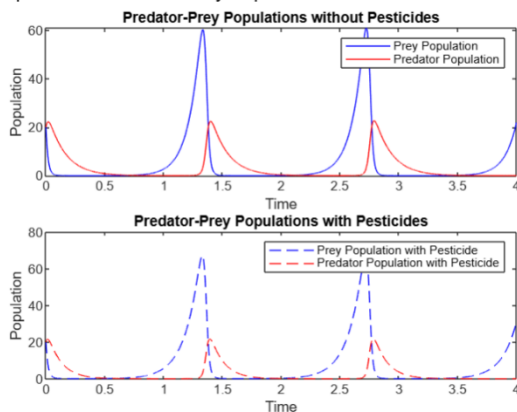 Predator-Prey Populations without Pesticides
60
40
20
0
Population
Prey Population
Predator Population
0 0.5 1 1.5 2 2.5 3 3.5 4
Time
Predator-Prey Populations with Pesticides
80
60
40
20
0
Population
Prey Population with Pesticide
Predator Population with Pesticide
0 0.5 1 1.5 2 2.5 3 3.5 4
Time